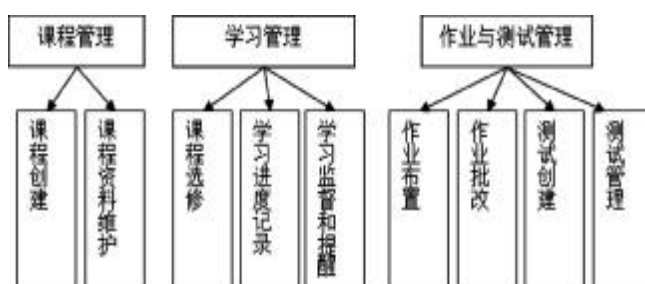 课程管理
学习管理
作业与测试管理
课程创建
课程资料维护
课程选修
学习进度记录
学习监督和提醒
作业布置
作业批改
测试创建
测试管理